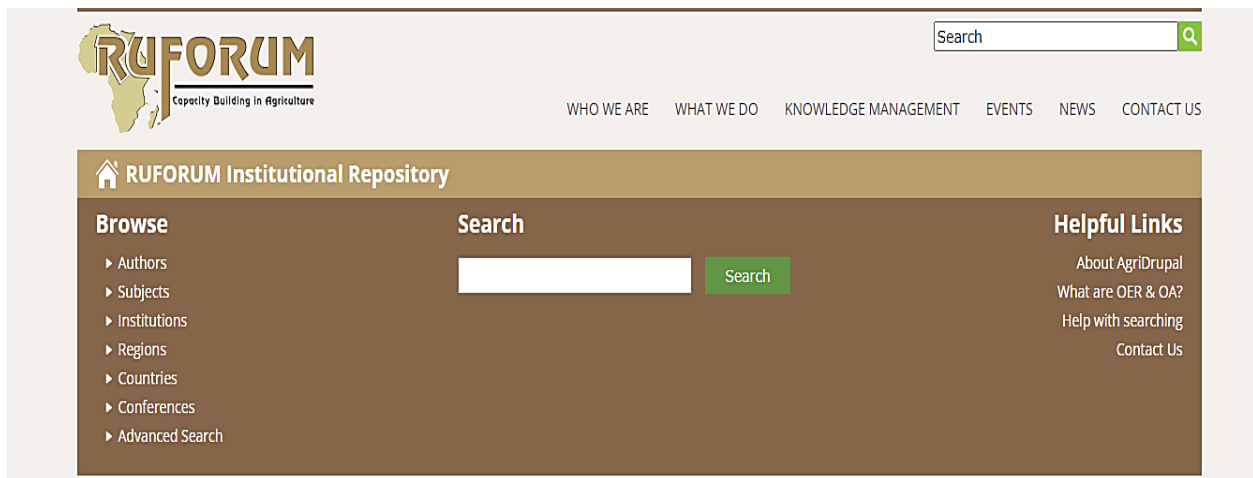 RUFORUM
Capacity Building in Agriculture
Search
WHO WE ARE WHAT WE DO KNOWLEDGE MANAGEMENT EVENTS NEWS CONTACT US
RUFORUM Institutional Repository
Browse
Authors
Subjects
Institutions
Regions
Countries
Conferences
Advanced Search
Search
Search
Helpful Links
About AgriDrupal
What are OER & OA?
Help with searching
Contact Us